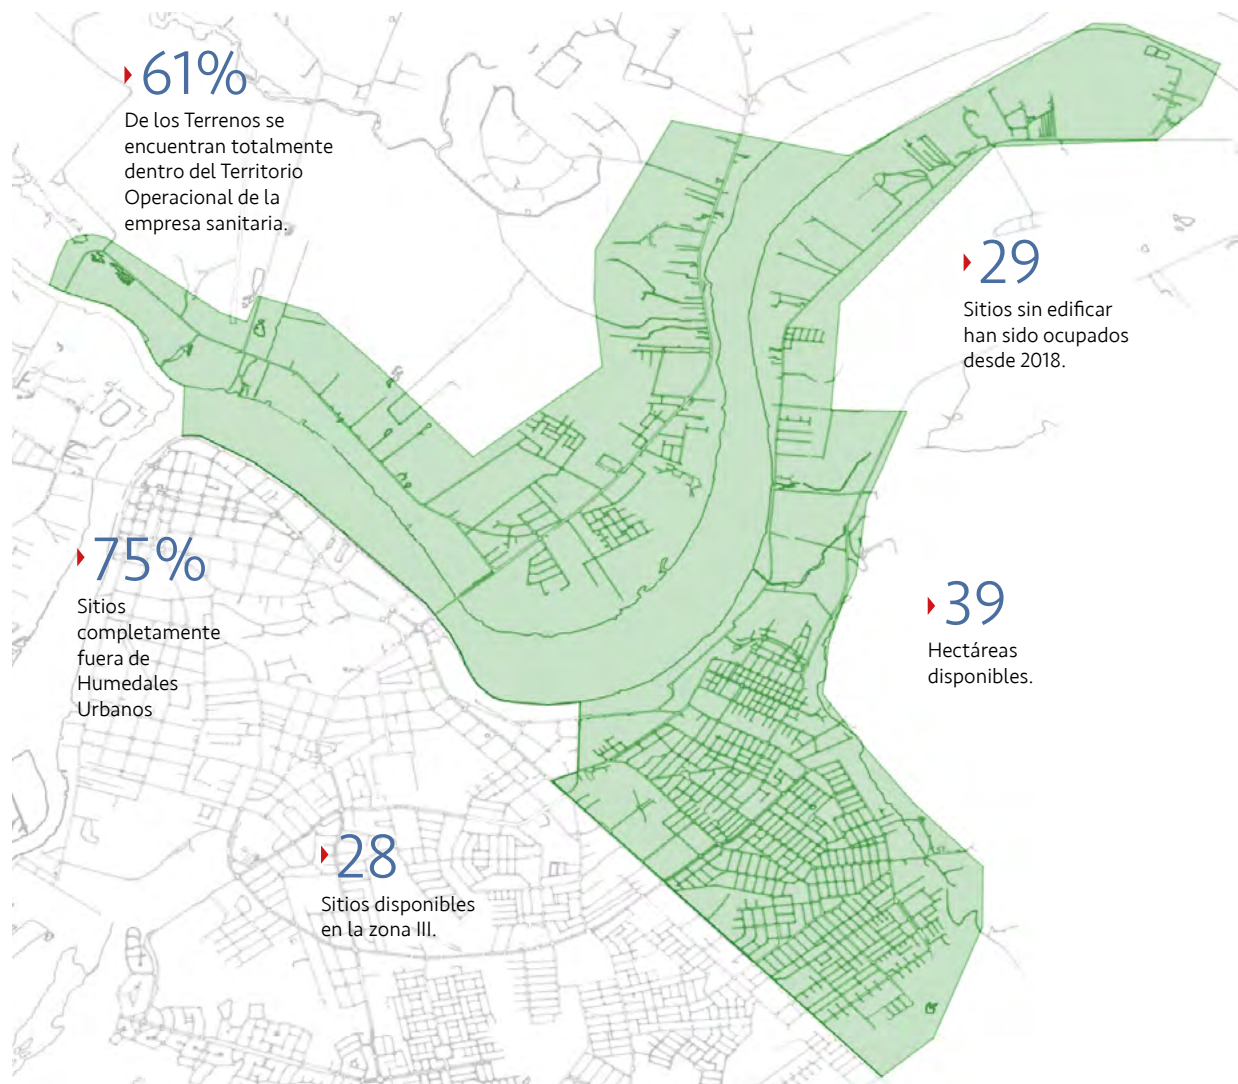 61%
De los Terrenos se
encuentran totalmente
dentro del Territorio
Operacional de la
empresa sanitaria.
29
Sitios sin edificar
han sido ocupados
desde 2018.
75%
Sitios
completamente
fuera de
Humedales
Urbanos
39
Hectáreas
disponibles.
28
Sitios disponibles
en la zona III.